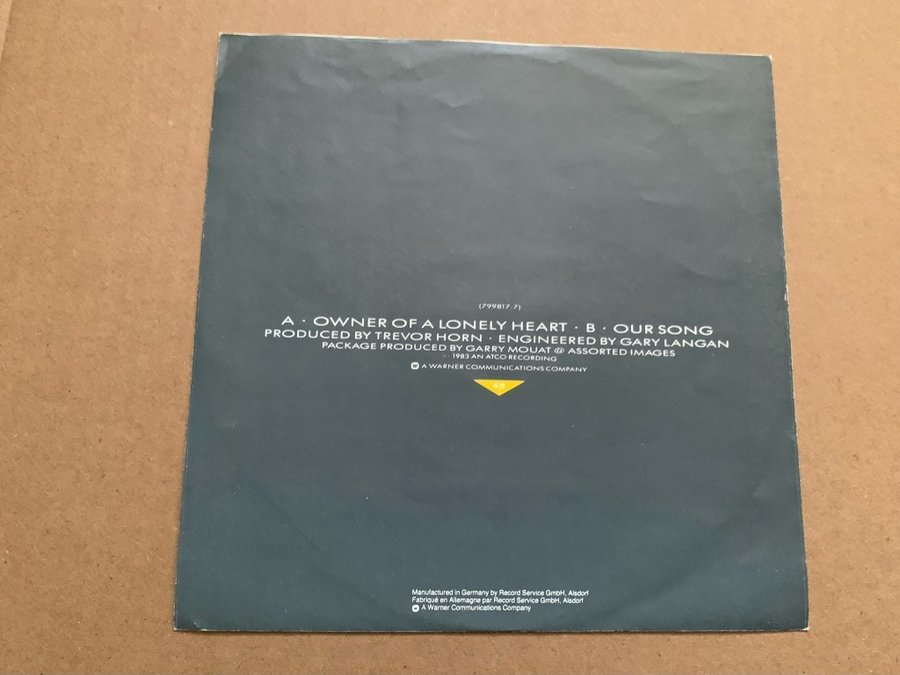 (799817-7)
A · OWNER OF A LONELY HEART · B · OUR SONG
PRODUCED BY TREVOR HORN · ENGINEERED BY GARY LANGAN
PACKAGE PRODUCED BY GARRY MOUAT @ ASSORTED IMAGES
1983 AN ATCO RECORDING
A WARNER COMMUNICATIONS COMPANY
45
Manufactured in Germany by Record Service GmbH, Alsdorf
Fabriqué en Allemagne par Record Service GmbH, Alsdorf
A Warner Communications Company